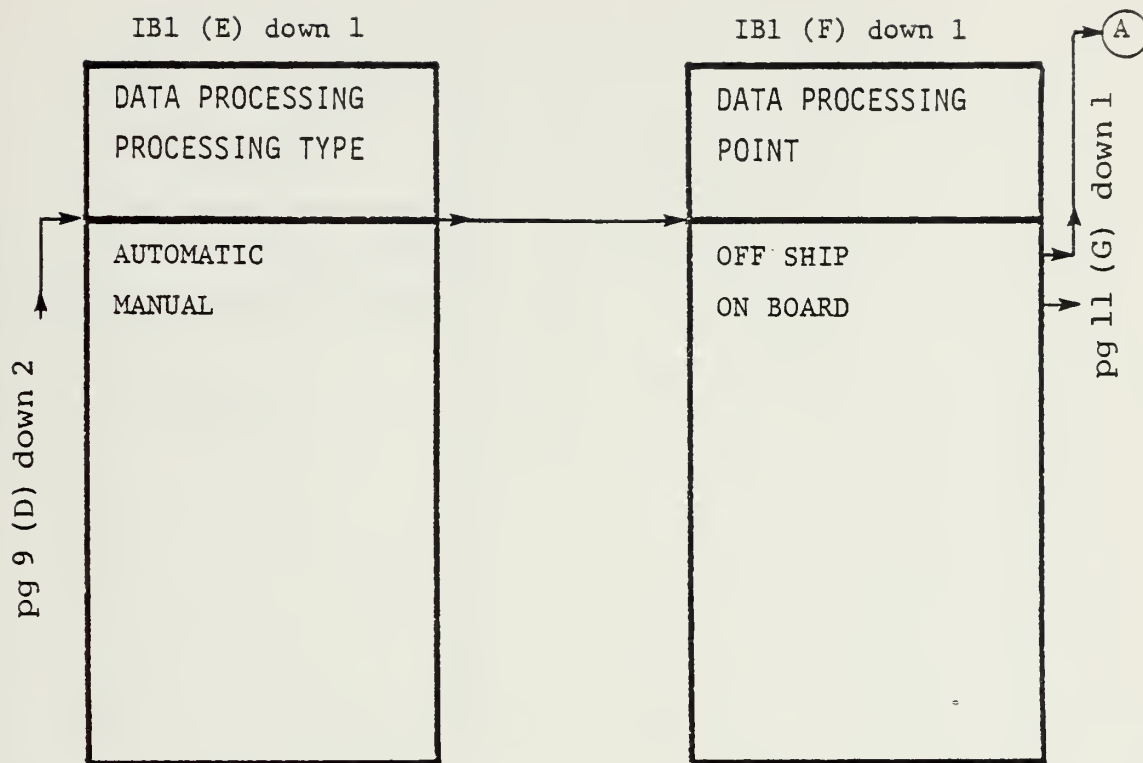 IB1 (E) down 1
IB1 (F) down 1
A
DATA PROCESSING
PROCESSING TYPE
DATA PROCESSING
POINT
AUTOMATIC
MANUAL
OFF SHIP
ON BOARD
pg 9 (D) down 2
pg 11 (G) down 1